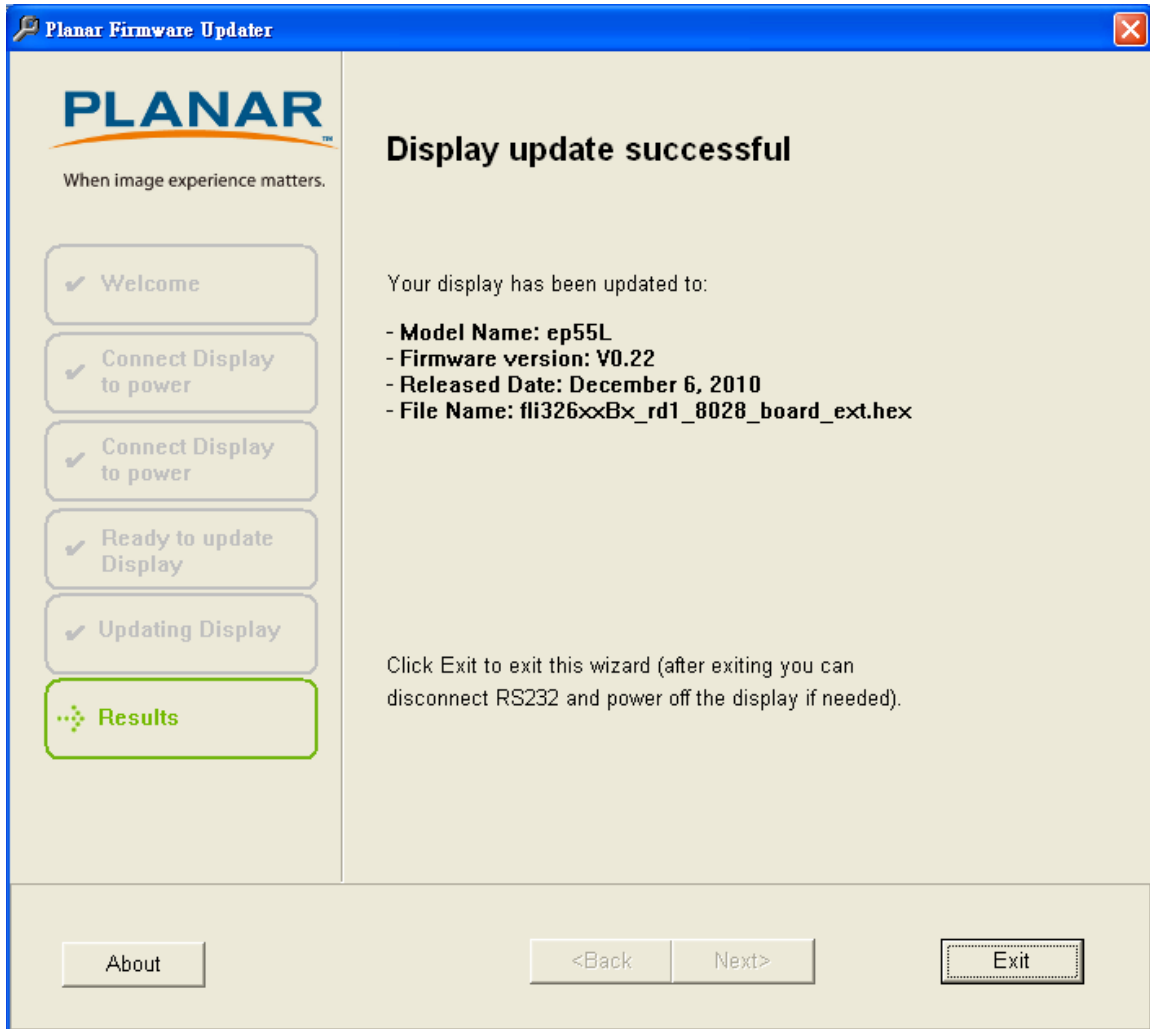 Planar Firmware Updater
PLANAR
TM
When image experience matters.
✔ Welcome
✔ Connect Display
to power
✔ Connect Display
to power
✔ Ready to update
Display
✔ Updating Display
Results
Display update successful
Your display has been updated to:
- Model Name: ep55L
- Firmware version: V0.22
- Released Date: December 6, 2010
- File Name: fli326xxBx_rd1_8028_board_ext.hex
Click Exit to exit this wizard (after exiting you can
disconnect RS232 and power off the display if needed).
About
<Back
Next>
Exit